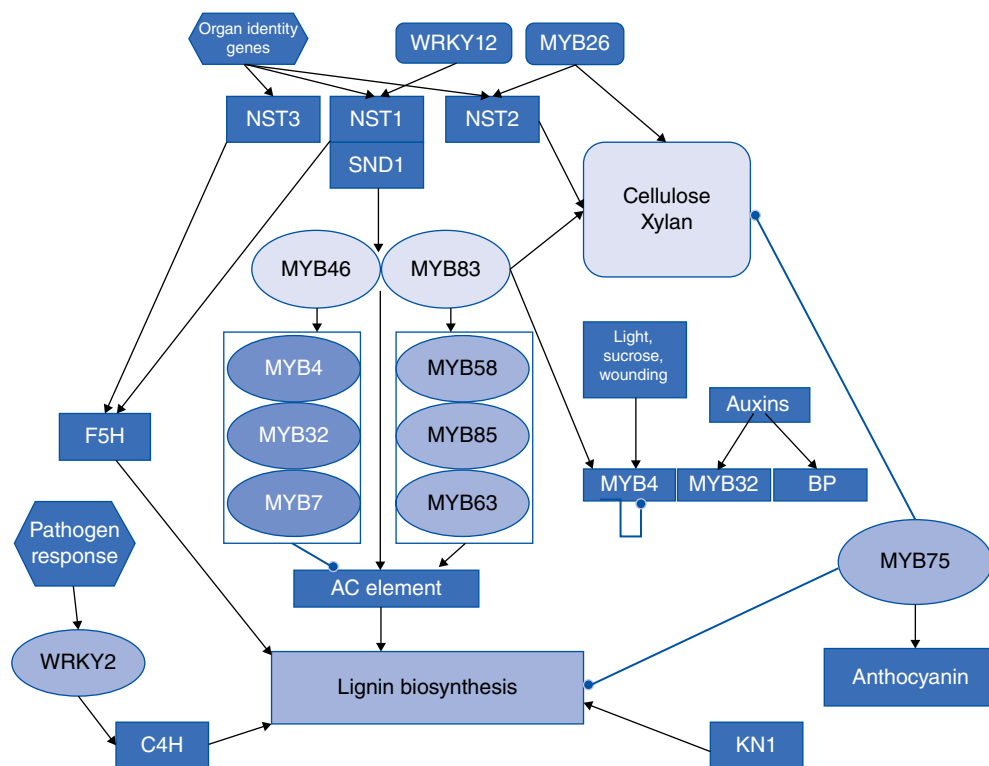 Organ identity
genes
WRKY12
MYB26
NST3
NST1
NST2
SND1
Cellulose
Xylan
MYB46
MYB83
MYB4
MYB58
Light,
sucrose,
wounding
Auxins
F5H
MYB32
MYB85
MYB4
MYB32
BP
MYB7
MYB63
Pathogen
response
MYB75
AC element
WRKY2
Lignin biosynthesis
Anthocyanin
C4H
KN1